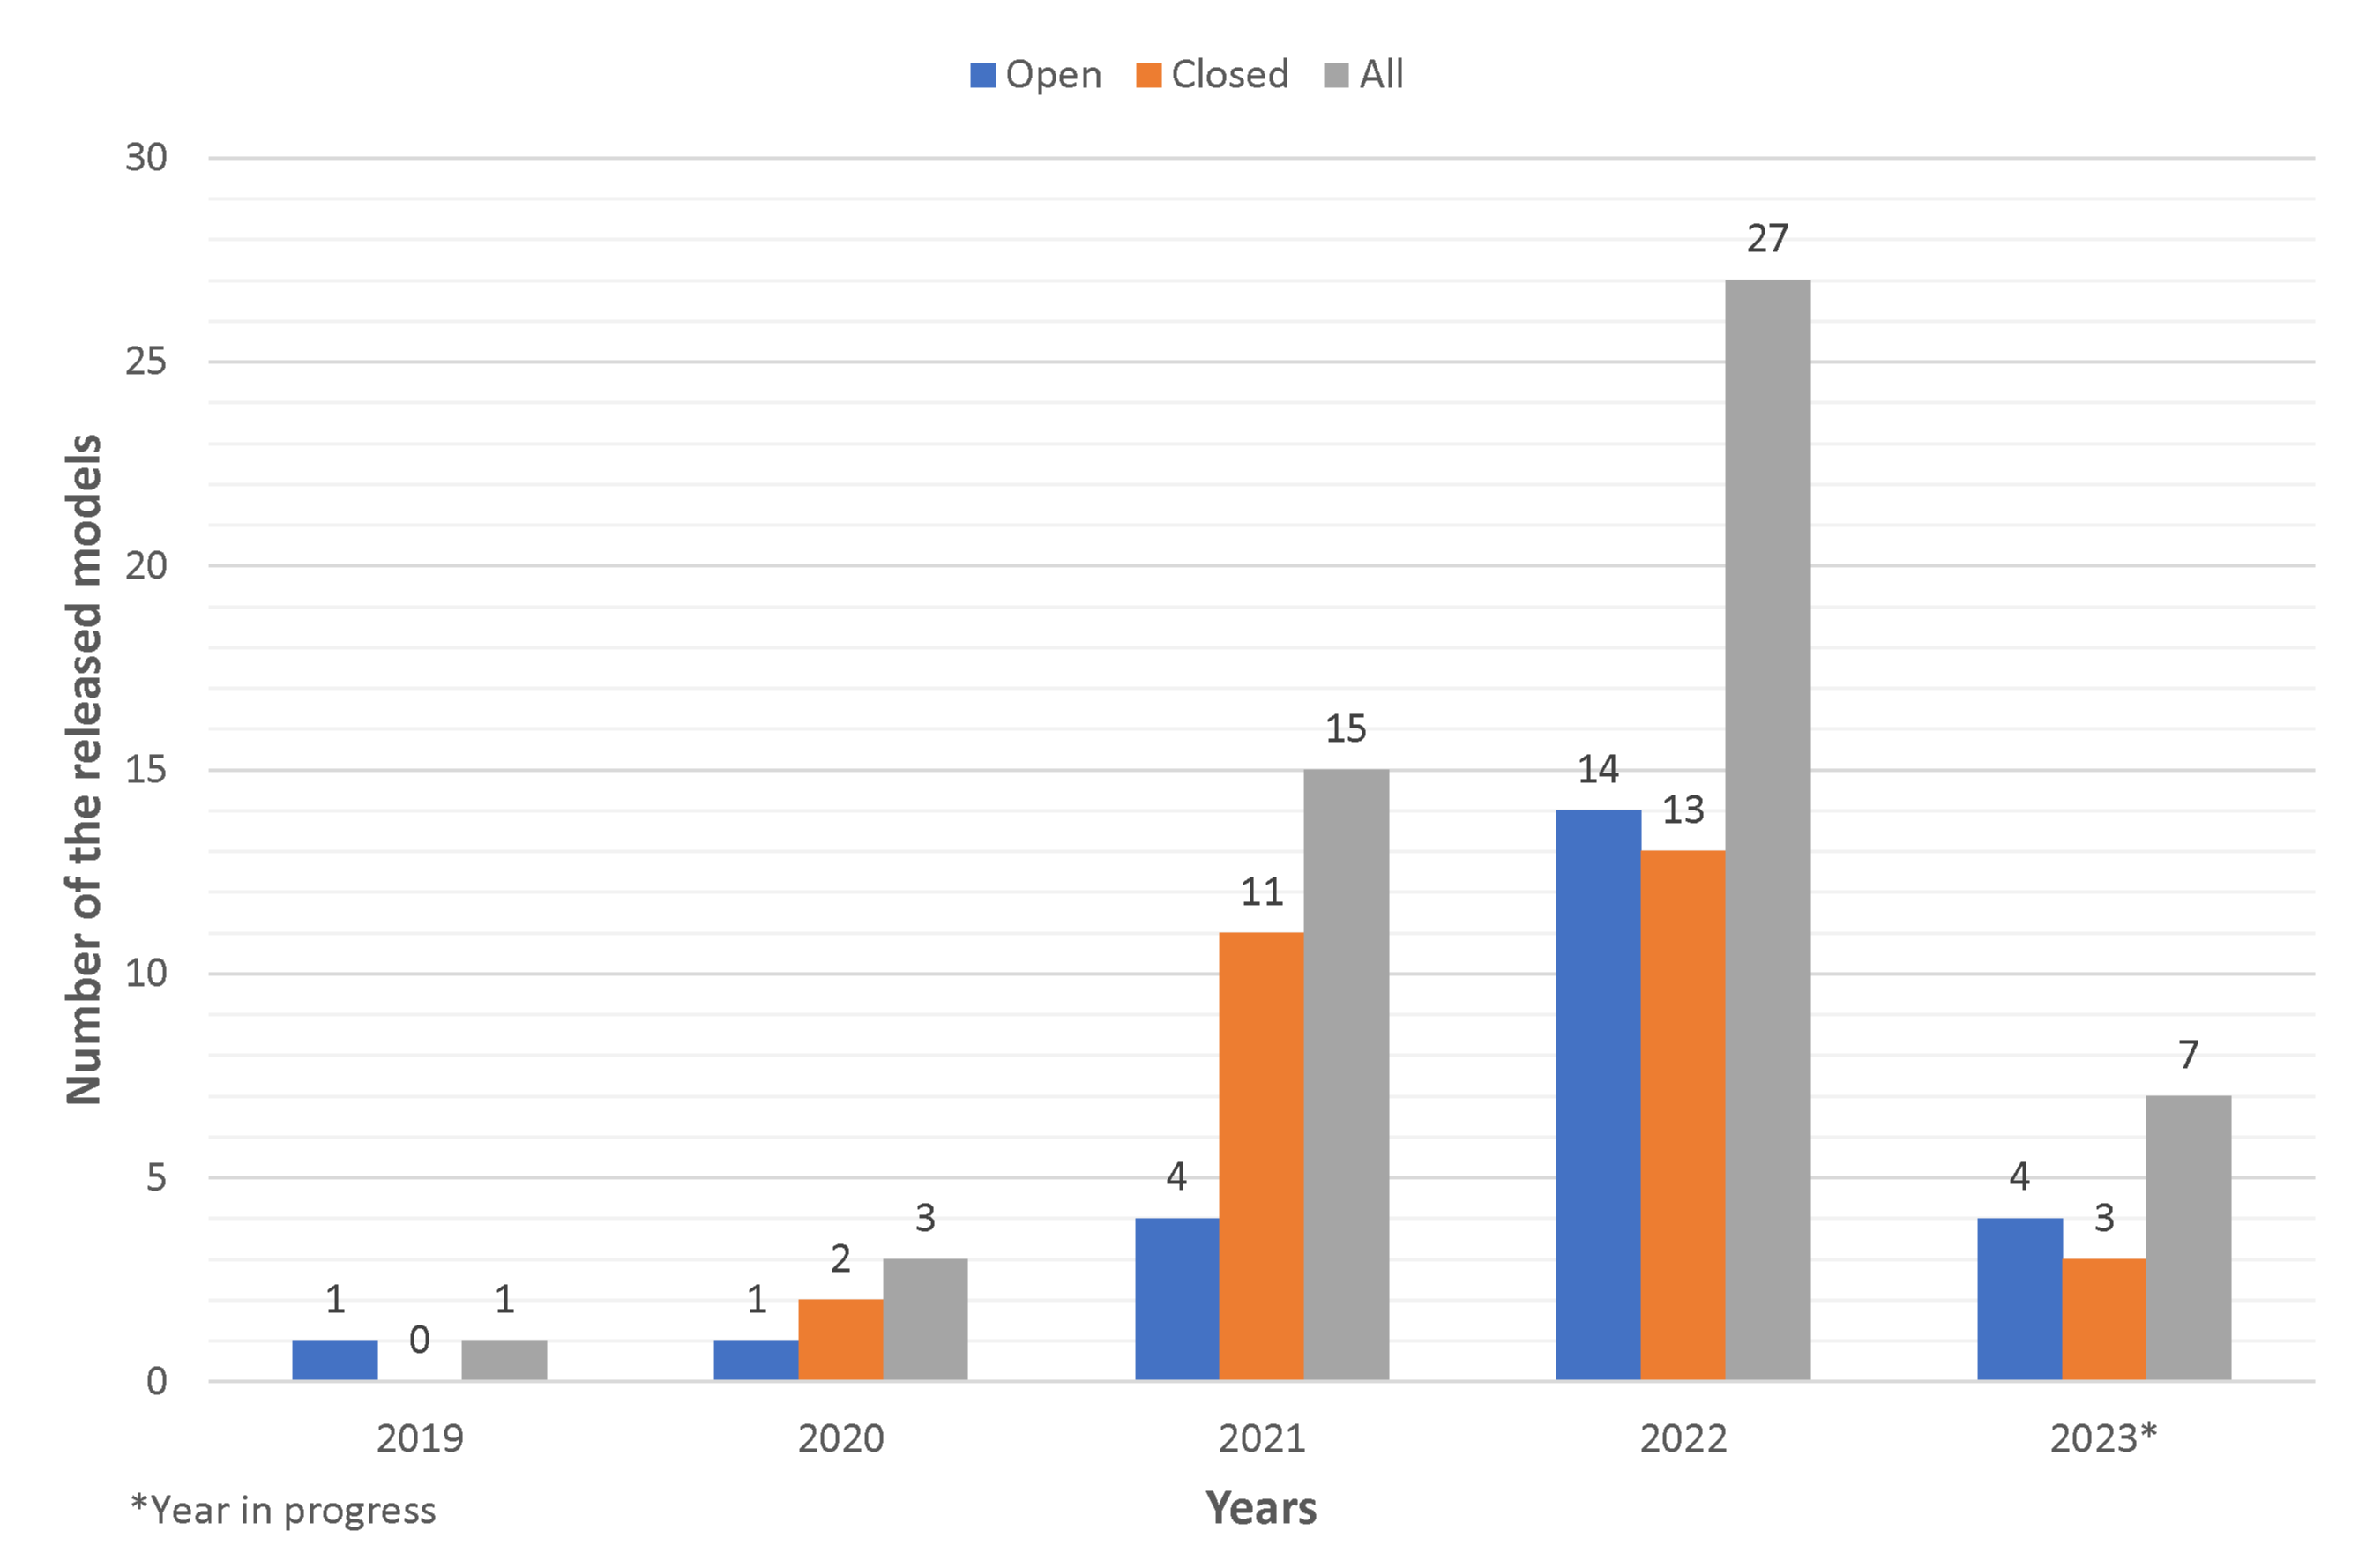 Open Closed All
30
25
20
15
10
5
0
Number of the released models
1 0 1
1 2 3
4 11 15
14 13 27
4 3 7
2019 2020 2021 2022 2023*
*Year in progress
Years